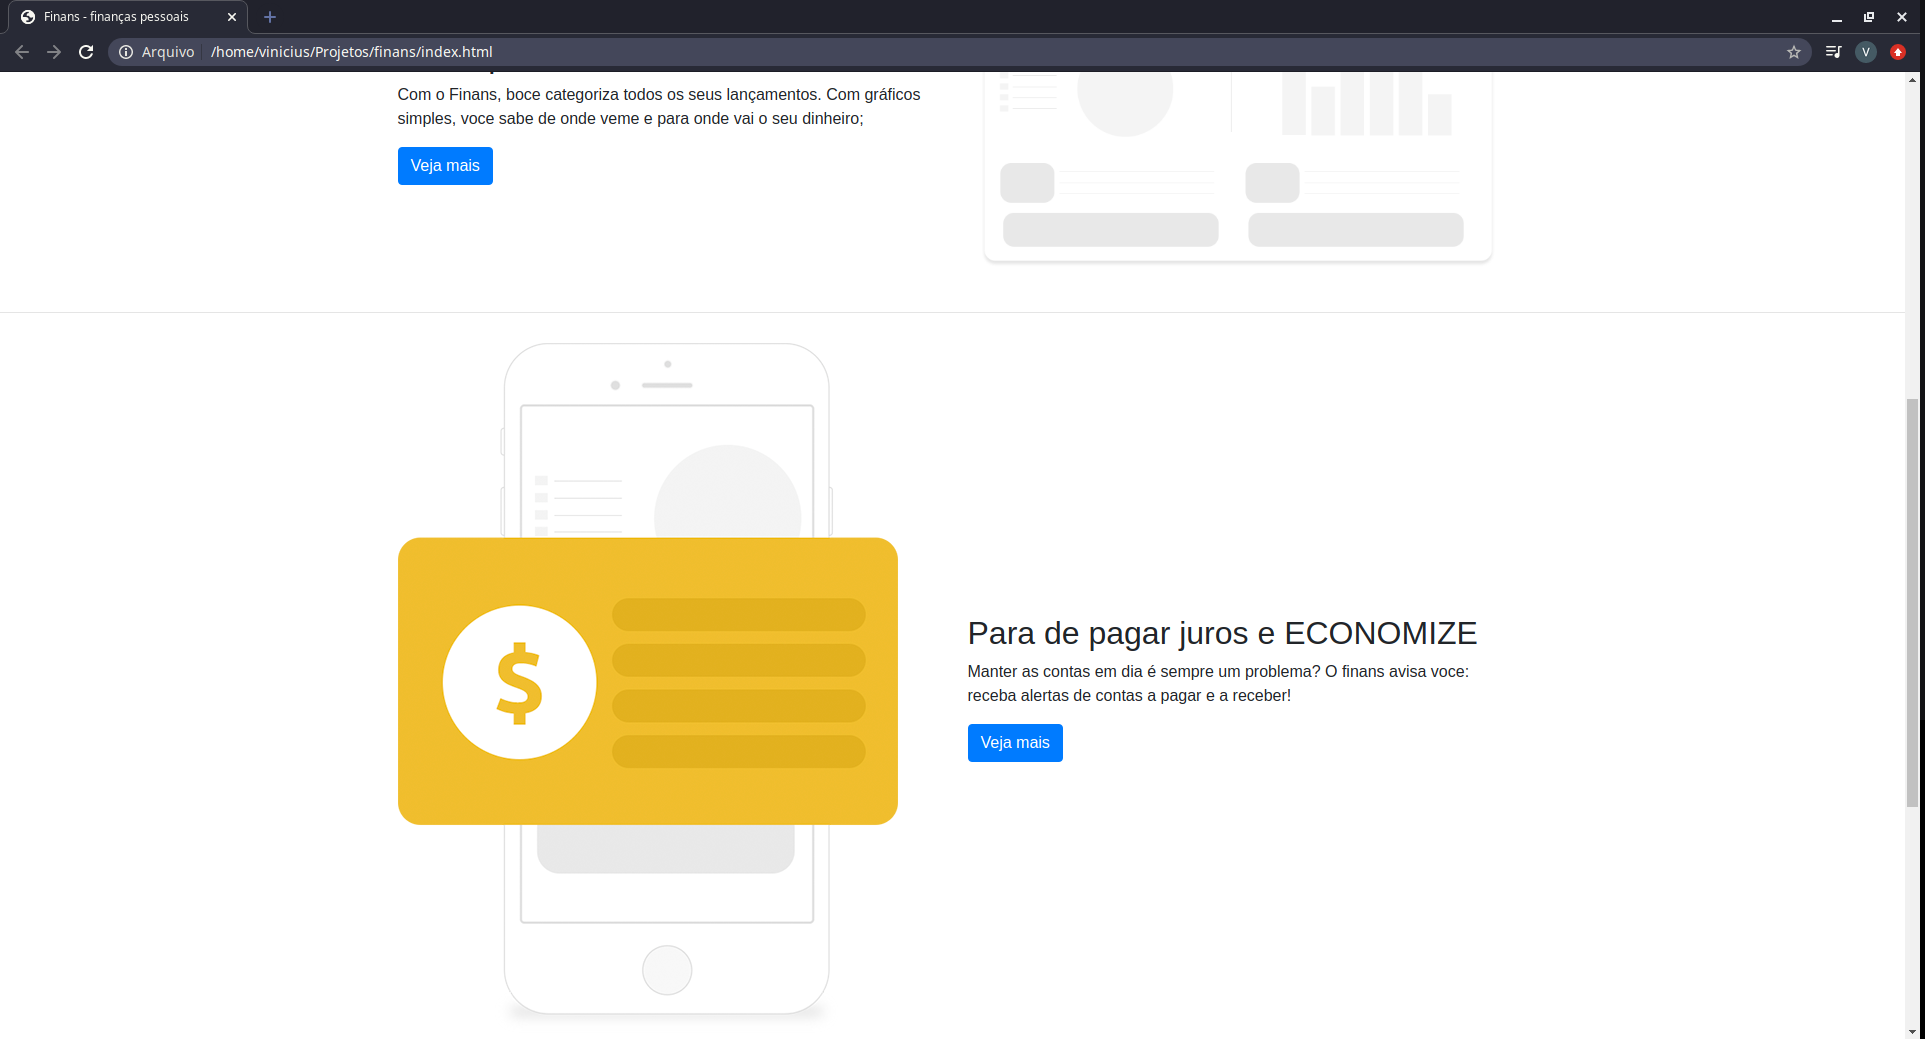 Finans - finanças pessoais
Arquivo /home/vinicius/Projetos/finans/index.html
V
Com o Finans, boce categoriza todos os seus lançamentos. Com gráficos
simples, voce sabe de onde veme e para onde vai o seu dinheiro;
Veja mais
$
Para de pagar juros e ECONOMIZE
Manter as contas em dia é sempre um problema? O finans avisa voce:
receba alertas de contas a pagar e a receber!
Veja mais